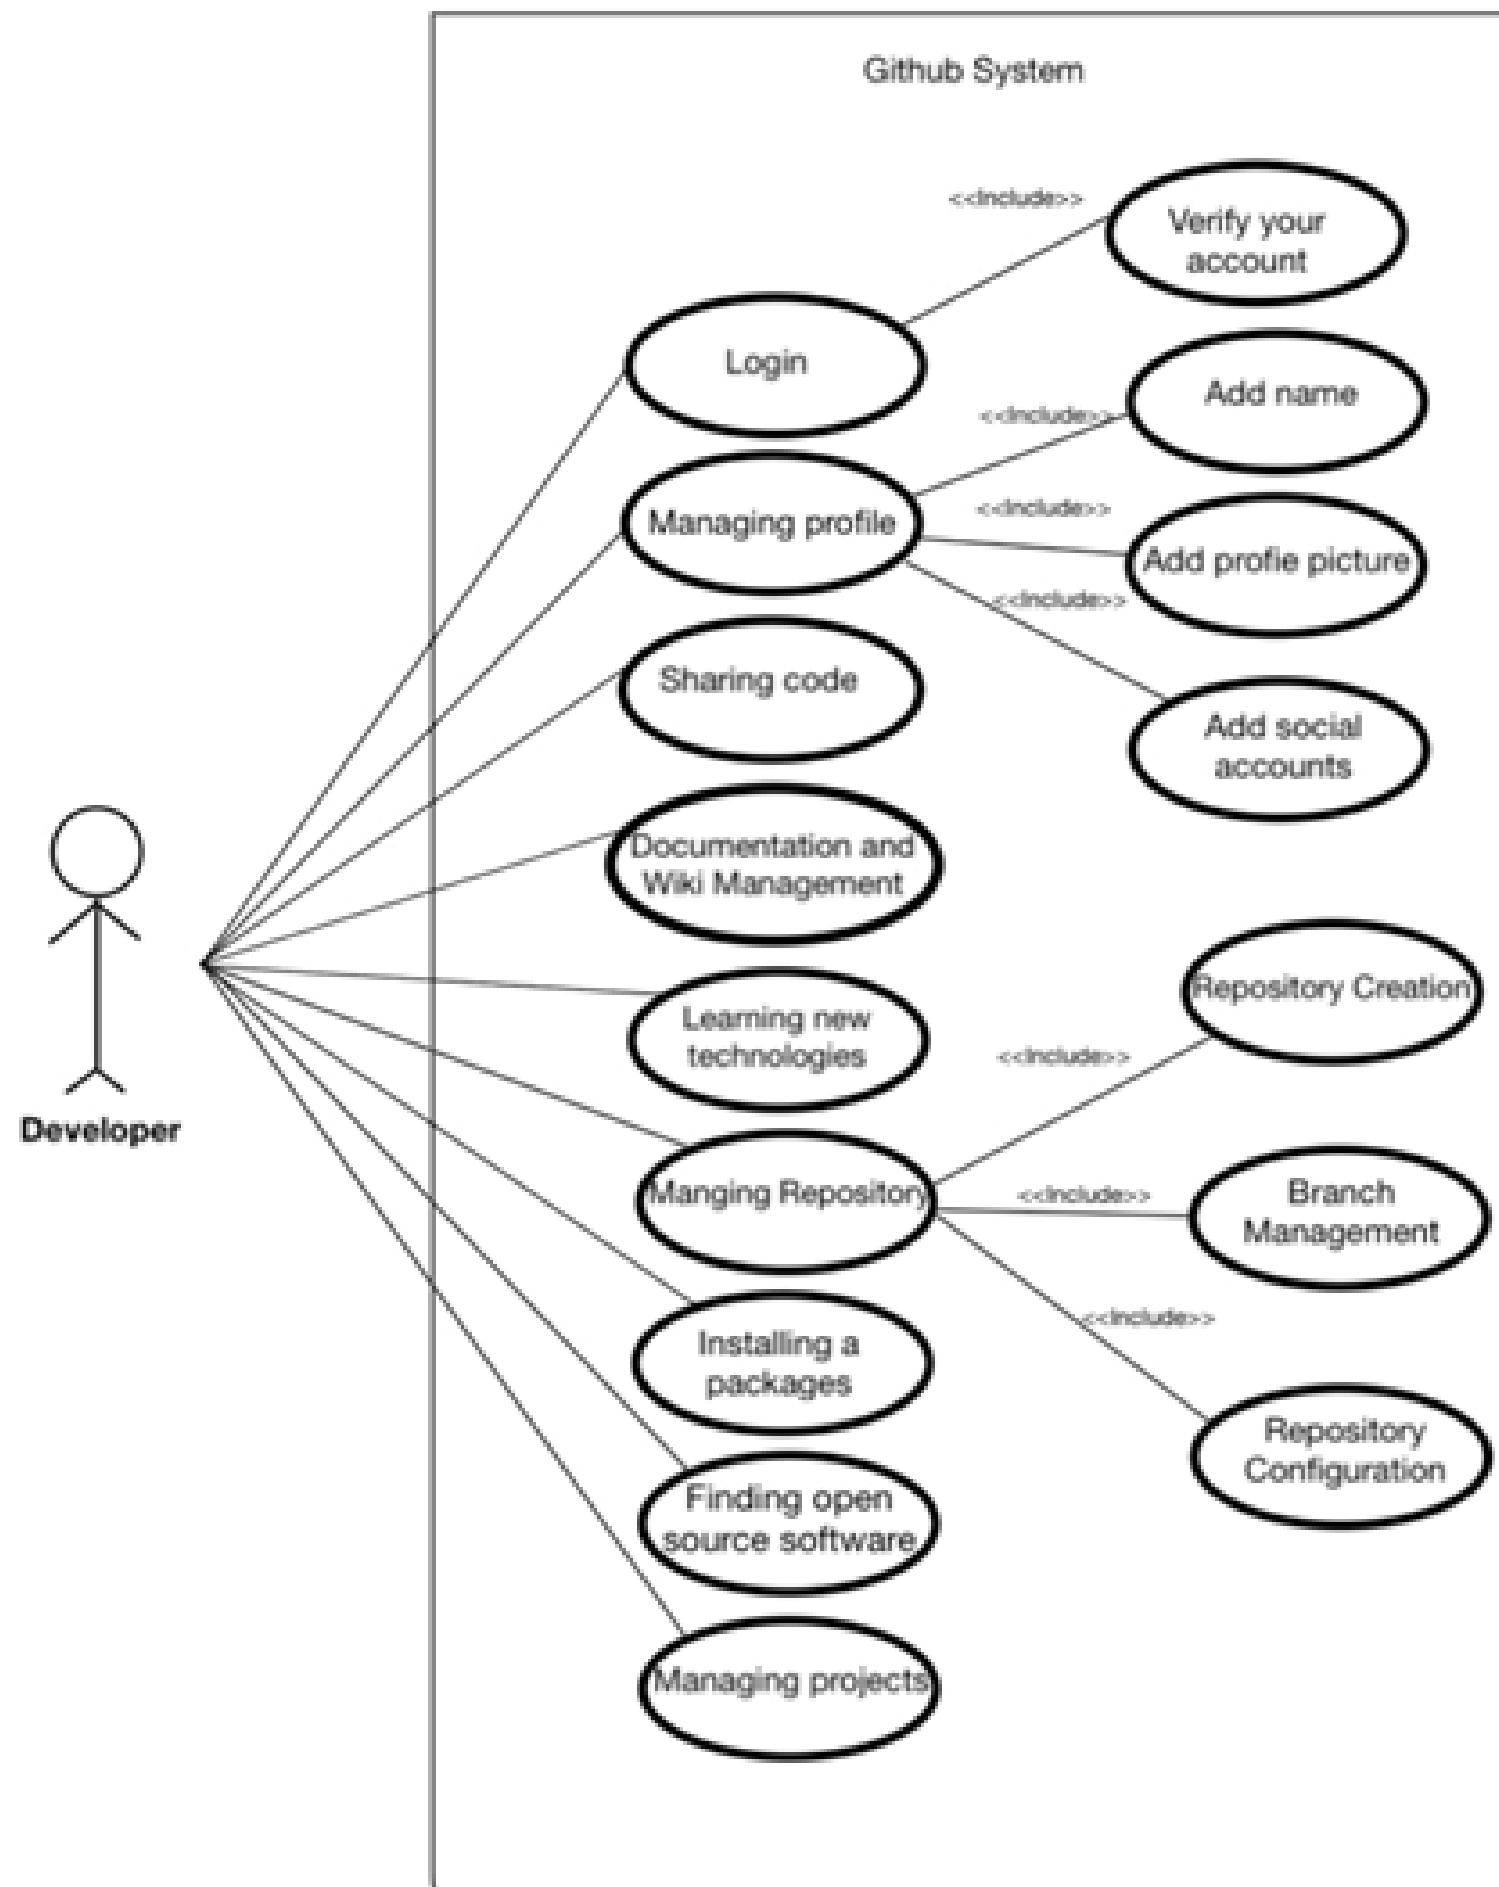 Github System
<<Include>>
Verify your
account
Login
Add name
<<Include>>
Managing profile
<<Include>>
Add profie picture
<<Include>>
Sharing code
Add social
accounts
Documentation and
Wiki Management
Repository Creation
Learning new
technologies
<<Include>>
Developer
Manging Repository
<<Include>>
Branch
Management
<<Include>>
Installing a
packages
Repository
Configuration
Finding open
source software
Managing projects